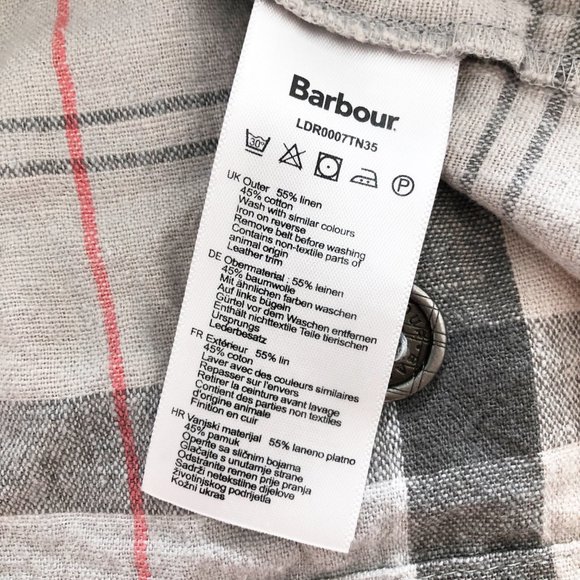 Barbour
LDR0007TN35
30°
P
UK Outer 55% linen
45% cotton
Wash with similar colours
Iron on reverse
Remove belt before washing
Contains non-textile parts of
animal origin
Leather trim
DE Obermaterial : 55% leinen
45% baumwolle
Mit ähnlichen farben waschen
Auf links bügeln
Gürtel vor dem Waschen entfernen
Enthält nichttextile Teile tierischen
Ursprungs
Lederbesatz
FR Extérieur 55% lin
45% coton
Laver avec des couleurs similaires
Repasser sur l'envers
Retirer la ceinture avant lavage
Contient des parties non textiles
d'origine animale
Finition en cuir
HR Vanjski materijal 55% laneno platno
45% pamuk
Operite sa sličnim bojama
Glačajte s unutarnje strane
Odstranite remen prije pranja
Sadrži netekstilne dijelove
životinjskog podrijetla
Kožni ukras